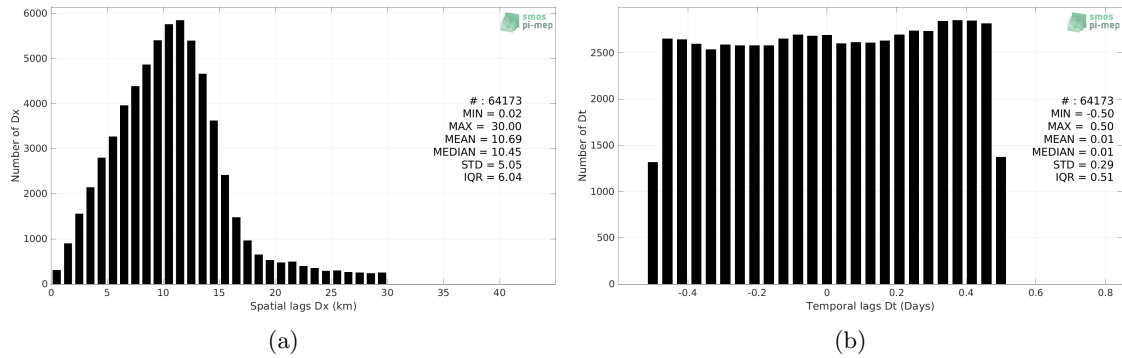 6000
5000
4000
3000
2000
1000
0
Number of Dx
0 5 10 15 20 25 30 35 40
Spatial lags Dx (km)
smos
pi-mep
# : 64173
MIN = 0.02
MAX = 30.00
MEAN = 10.69
MEDIAN = 10.45
STD = 5.05
IQR = 6.04
(a)
2500
2000
1500
1000
500
0
Number of Dt
-0.4 -0.2 0 0.2 0.4 0.6 0.8
Temporal lags Dt (Days)
smos
pi-mep
# : 64173
MIN = -0.50
MAX = 0.50
MEAN = 0.01
MEDIAN = 0.01
STD = 0.29
IQR = 0.51
(b)